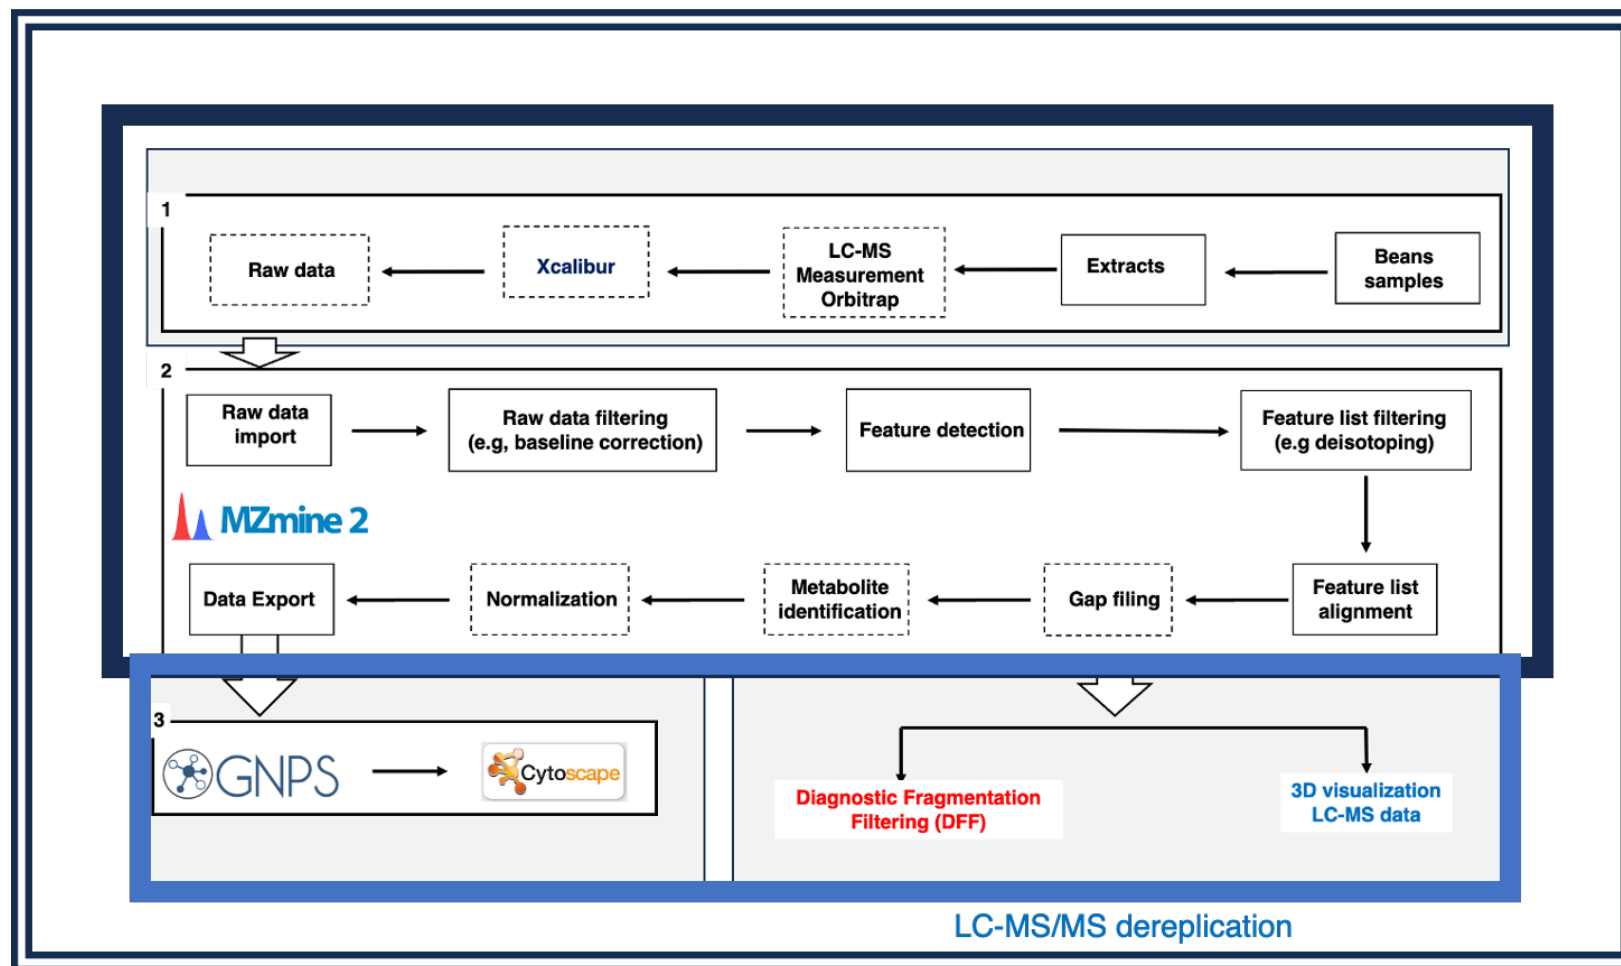 1
Raw data
Xcalibur
LC-MS
Measurement
Orbitrap
Extracts
Beans
samples
2
Raw data
import
Raw data filtering
(e.g, baseline correction)
Feature detection
Feature list filtering
(e.g deisotoping)
MZmine 2
Data Export
Normalization
Metabolite
identification
Gap filing
Feature list
alignment
3
GNPS
Cytoscape
Diagnostic Fragmentation
Filtering (DFF)
3D visualization
LC-MS data
LC-MS/MS dereplication